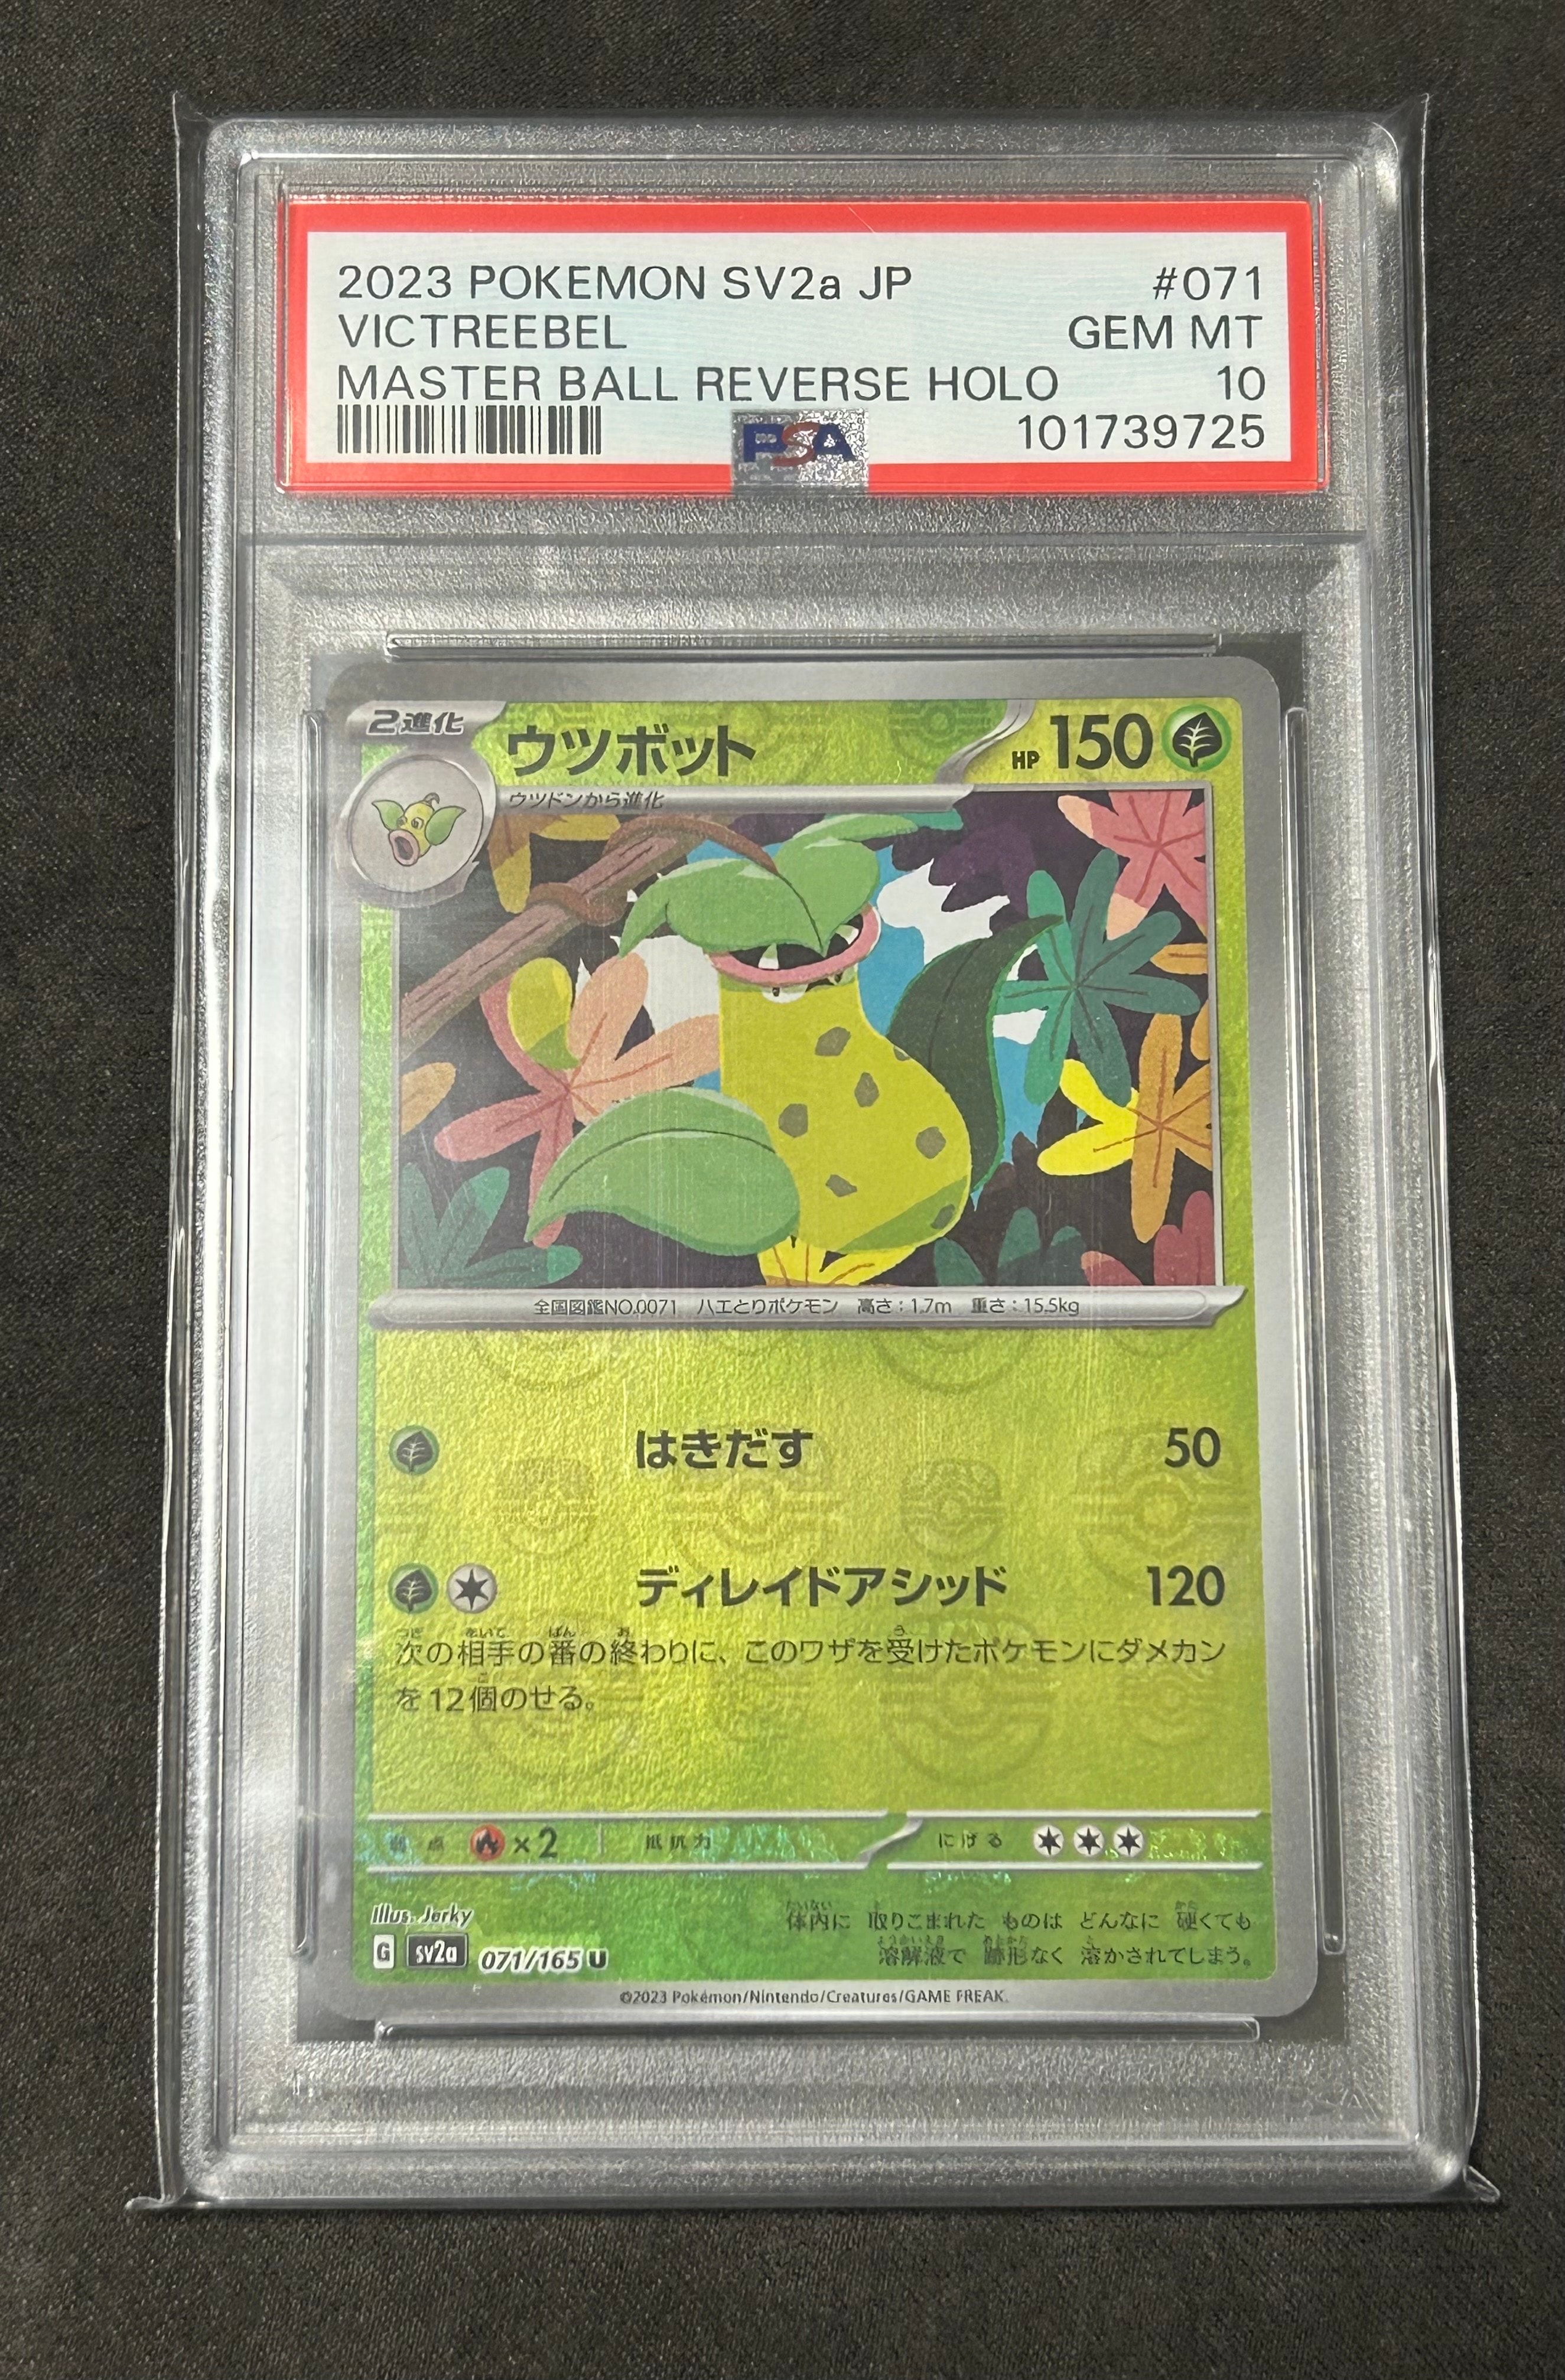 2023 POKEMON SV2a JP #071
VICTREEBEL GEM MT
MASTER BALL REVERSE HOLO 10
PSA 101739725
2進化 ウツボット HP 150
ウツドンから進化
全国図鑑NO.0071 ハエとりポケモン 高さ:1.7m 重さ:15.5kg
はきだす 50
ディレイドアシッド 120
次の相手の番の終わりに、このワザを受けたポケモンにダメカン
を12個のせる。
弱点 ×2 抵抗力 にげる
Illus. Jerky
体内に 取りこまれた ものは どんなに 硬くても
G sv2a 071/165 U
溶解液で 跡形なく 溶かされてしまう。
©2023 Pokémon/Nintendo/Creatures/GAME FREAK.